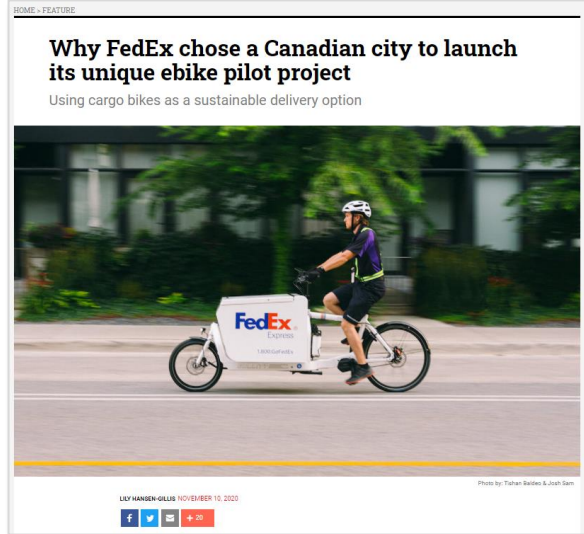 HOME > FEATURE
Why FedEx chose a Canadian city to launch
its unique ebike pilot project
Using cargo bikes as a sustainable delivery option
FedEx
Express
Photo by: Tishan Baldeo & Josh Sam
LILY HANSEN-GILLIS NOVEMBER 10, 2020
f
+ 26